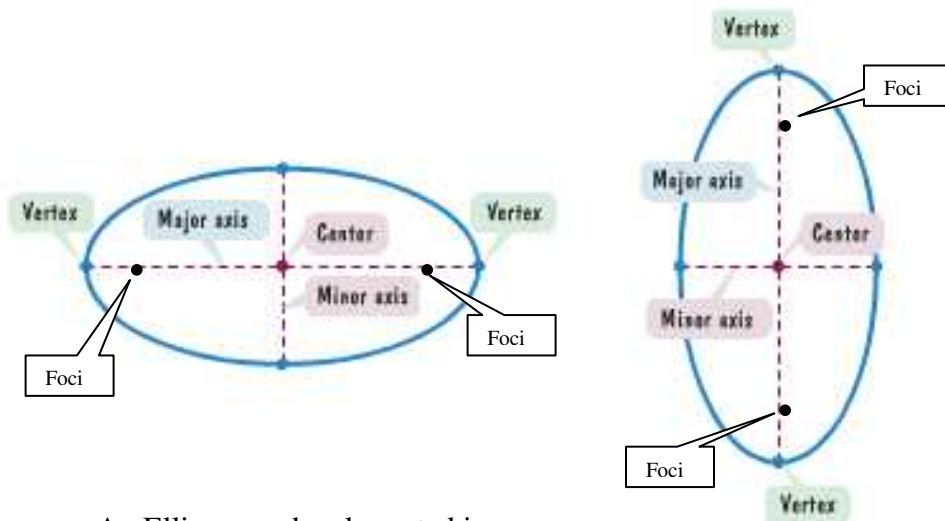 Vertex
Major axis
Center
Vertex
Minor axis
Foci
Foci
Vertex
Foci
Major axis
Center
Minor axis
Foci
Vertex